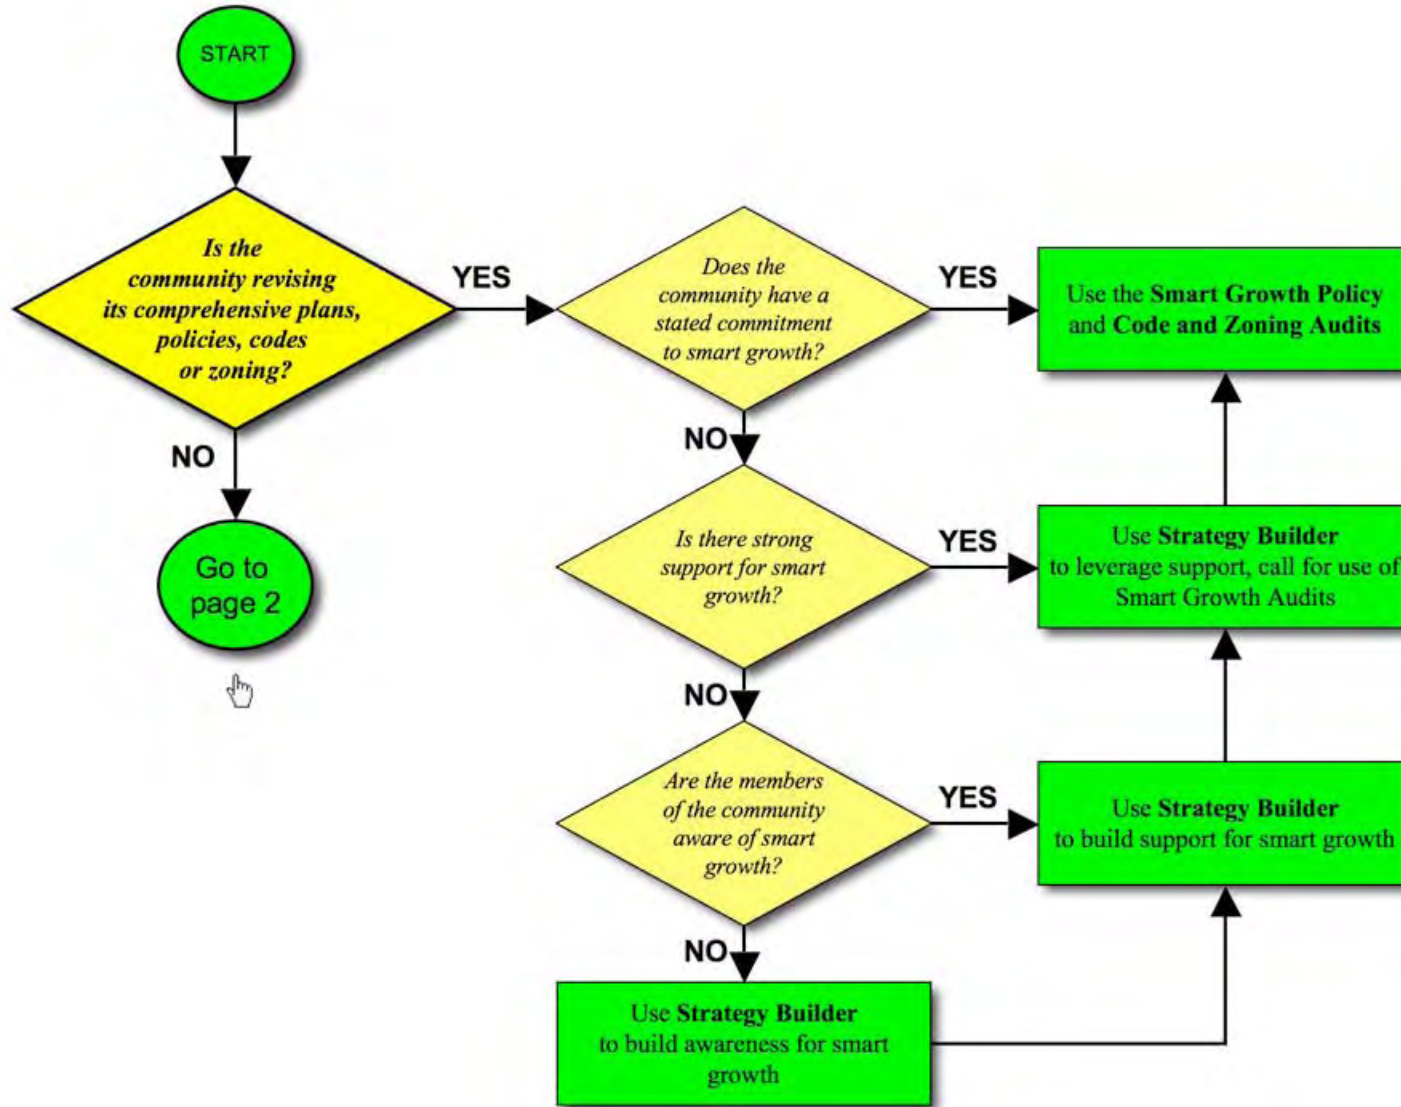 START
Is the
community revising
its comprehensive plans,
policies, codes
or zoning?
YES
NO
Go to
page 2
Does the
community have a
stated commitment
to smart growth?
YES
Use the Smart Growth Policy
and Code and Zoning Audits
NO
Is there strong
support for smart
growth?
YES
Use Strategy Builder
to leverage support, call for use of
Smart Growth Audits
NO
Are the members
of the community
aware of smart
growth?
YES
Use Strategy Builder
to build support for smart growth
NO
Use Strategy Builder
to build awareness for smart
growth